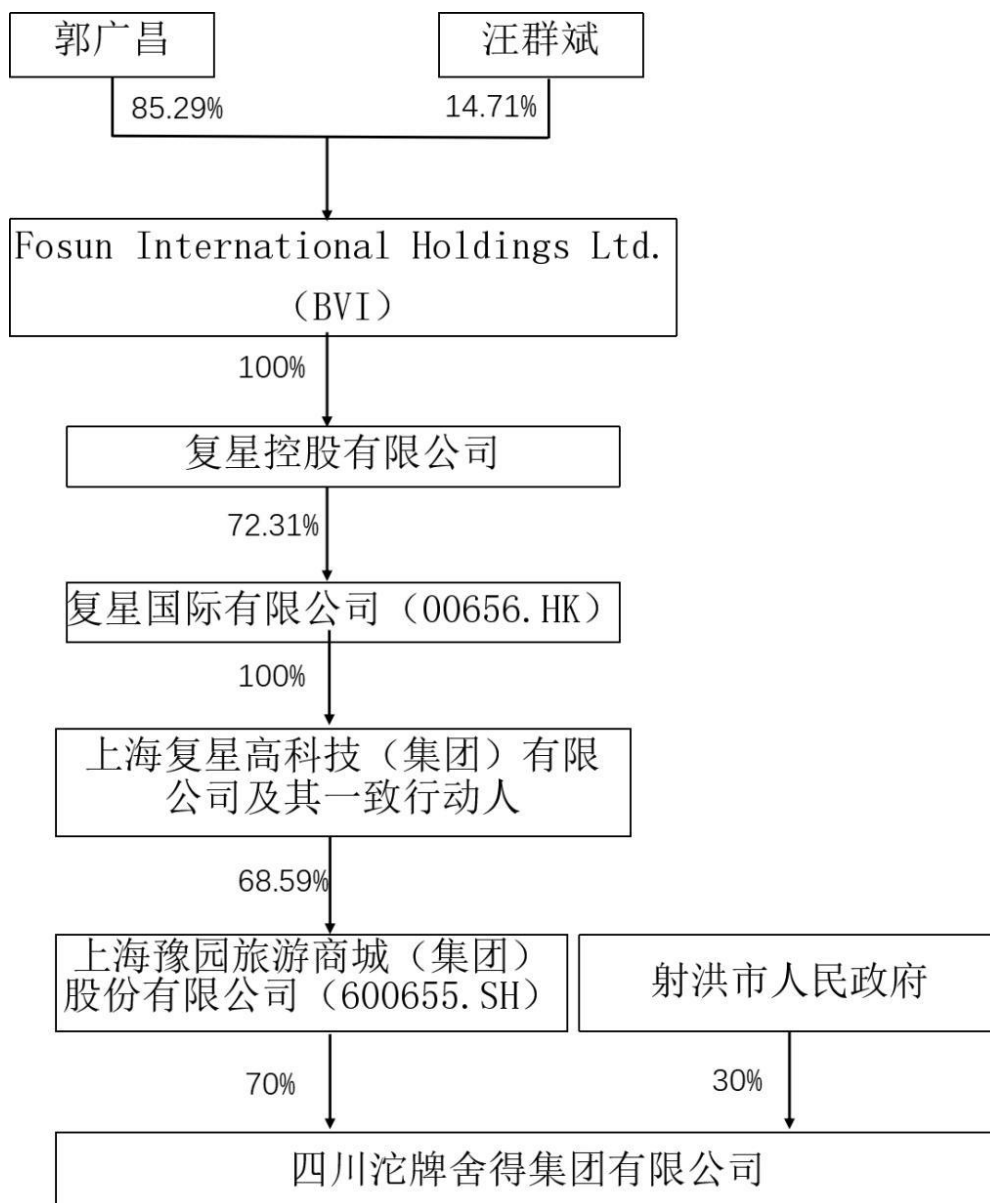 郭广昌
汪群斌
85.29%
14.71%
Fosun International Holdings Ltd.
（BVI）
100%
复星控股有限公司
72.31%
复星国际有限公司（00656.HK）
100%
上海复星高科技（集团）有限
公司及其一致行动人
68.59%
上海豫园旅游商城（集团）
股份有限公司（600655.SH）
射洪市人民政府
70%
30%
四川沱牌舍得集团有限公司